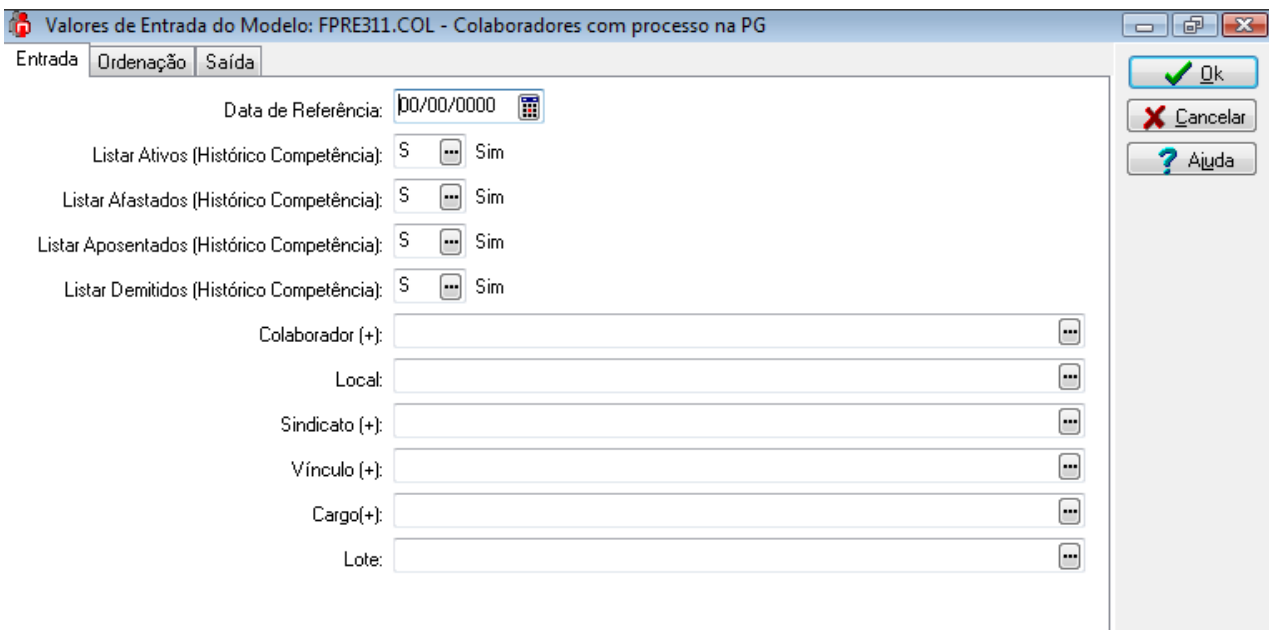 Valores de Entrada do Modelo: FPRE311.COL - Colaboradores com processo na PG
Entrada Ordenação Saída
Ok
Cancelar
Ajuda
Data de Referência: 00/00/0000
Listar Ativos (Histórico Competência): S Sim
Listar Afastados (Histórico Competência): S Sim
Listar Aposentados (Histórico Competência): S Sim
Listar Demitidos (Histórico Competência): S Sim
Colaborador (+):
Local:
Sindicato (+):
Vínculo (+):
Cargo(+):
Lote: